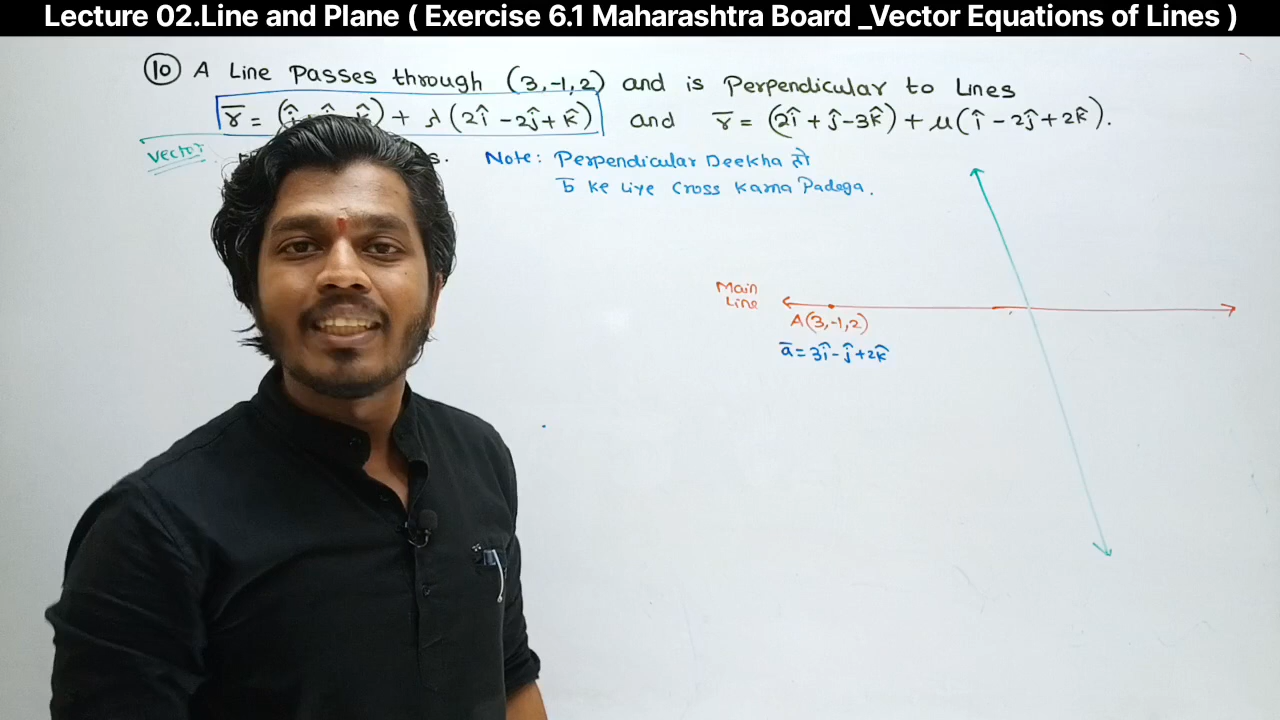 Lecture 02.Line and Plane ( Exercise 6.1 Maharashtra Board _Vector Equations of Lines )
⑩ A Line Passes through (3,-1,2) and is Perpendicular to Lines
r̅ = + λ(2î - 2ĵ + k̂) and r̅ = (2î + ĵ - 3k̂) + μ(î - 2ĵ + 2k̂).
Vector
Note: Perpendicular Deekha तो
b̅ ke Liye Cross Karna Padega.
Main
Line
A(3,-1,2)
a̅ = 3î - ĵ + 2k̂